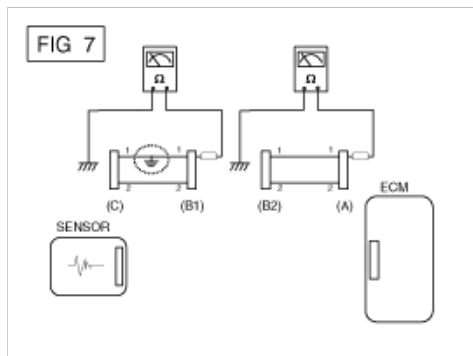 FIG 7
Ω
Ω
1 1
1 1
2 2
2 2
(C)
(B1)
(B2)
(A)
ECM
SENSOR